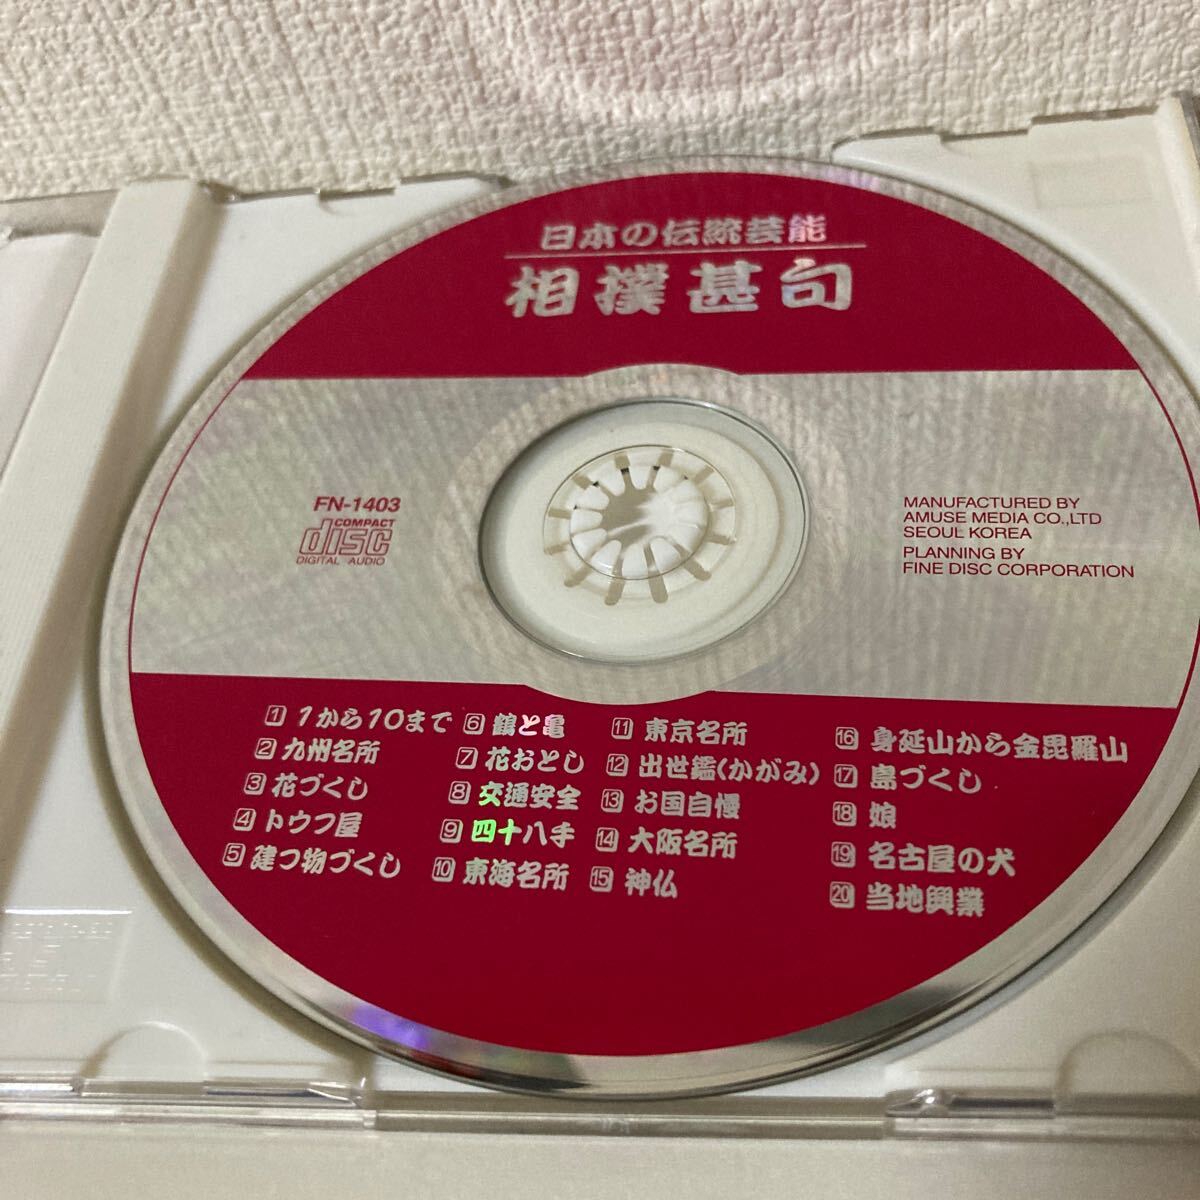 日本の伝統芸能
相撲甚句
FN-1403
COMPACT
disc
DIGITAL AUDIO
MANUFACTURED BY
AMUSE MEDIA CO.,LTD
SEOUL KOREA
PLANNING BY
FINE DISC CORPORATION
1 1から10まで
2 九州名所
3 花づくし
4 トウフ屋
5 建つ物づくし
6 鶴と亀
7 花おとし
8 交通安全
9 四十八手
10 東海名所
11 東京名所
12 出世鑑(かがみ)
13 お国自慢
14 大阪名所
15 神仏
16 身延山から金毘羅山
17 島づくし
18 娘
19 名古屋の犬
20 当地興業